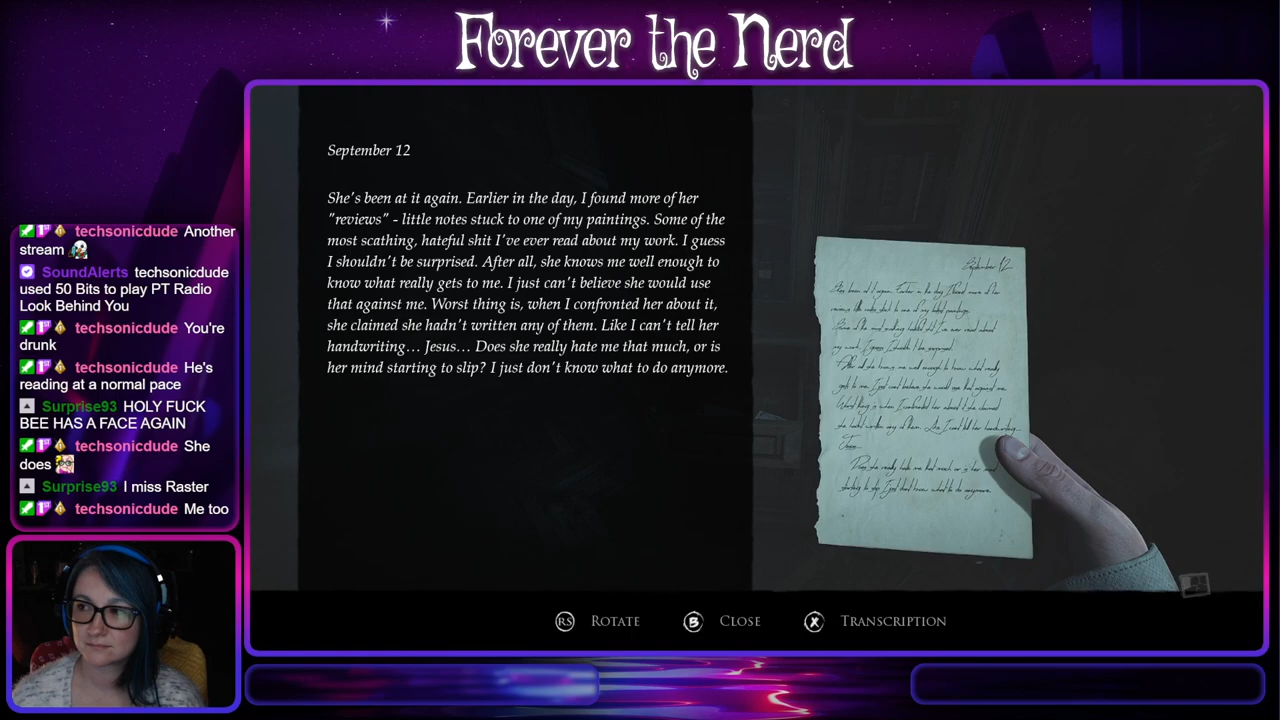 Forever the Nerd
techsonicdude Another
stream
SoundAlerts techsonicdude
used 50 Bits to play PT Radio
Look Behind You
techsonicdude You're
drunk
techsonicdude He's
reading at a normal pace
Surprise93 HOLY FUCK
BEE HAS A FACE AGAIN
techsonicdude She
does
Surprise93 I miss Raster
techsonicdude Me too
September 12
She's been at it again. Earlier in the day, I found more of her
"reviews" - little notes stuck to one of my paintings. Some of the
most scathing, hateful shit I've ever read about my work. I guess
I shouldn't be surprised. After all, she knows me well enough to
know what really gets to me. I just can't believe she would use
that against me. Worst thing is, when I confronted her about it,
she claimed she hadn't written any of them. Like I can't tell her
handwriting... Jesus... Does she really hate me that much, or is
her mind starting to slip? I just don't know what to do anymore.
September 12
RS ROTATE
B CLOSE
X TRANSCRIPTION